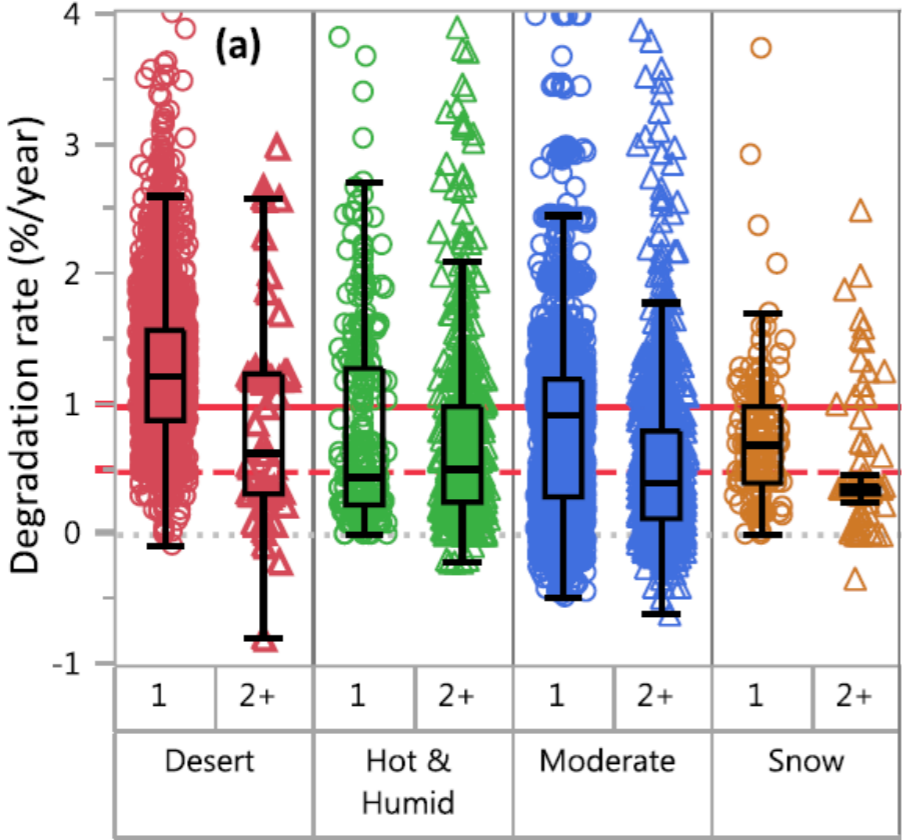 (a)
Degradation rate (%/year)
4
3
2
1
0
-1
1 2+ 1 2+ 1 2+ 1 2+
Desert Hot & Moderate Snow
Humid